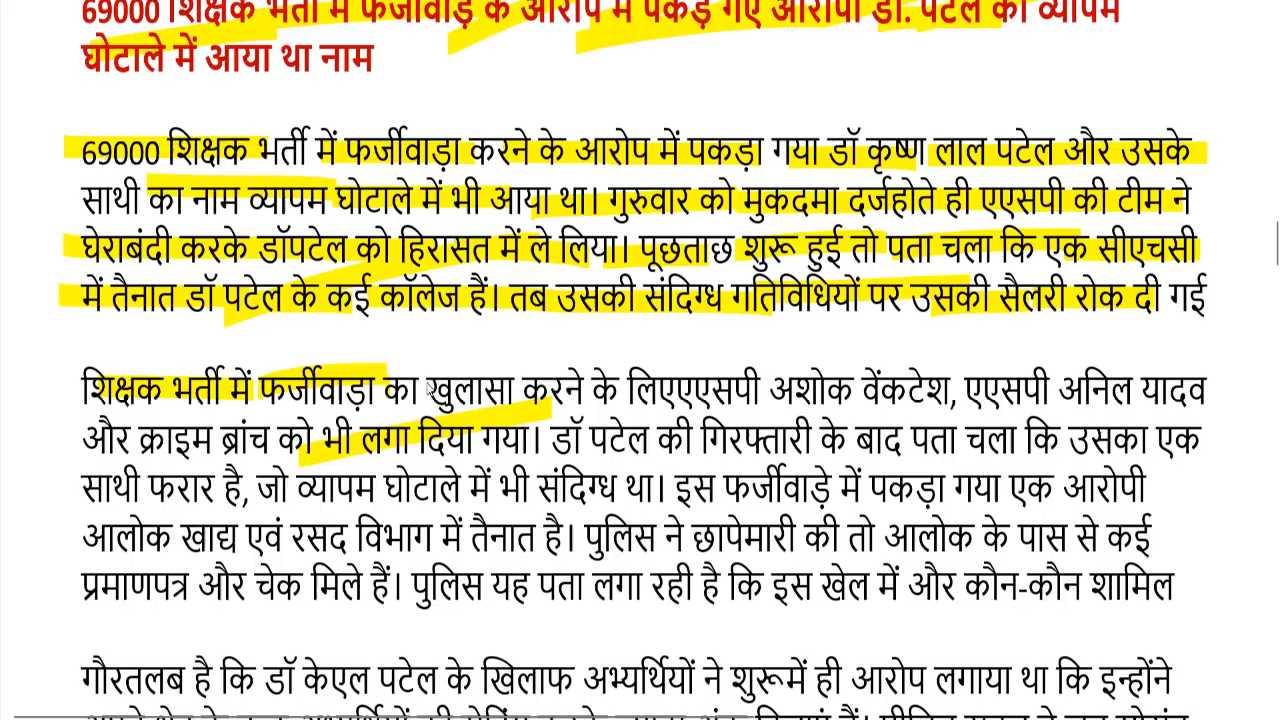 69000 शिक्षक भर्ती में फर्जीवाड़े के आरोप में पकड़े गए आरोपी डॉ. पटेल का व्यापम
घोटाले में आया था नाम
69000 शिक्षक भर्ती में फर्जीवाड़ा करने के आरोप में पकड़ा गया डॉ कृष्ण लाल पटेल और उसके
साथी का नाम व्यापम घोटाले में भी आया था। गुरुवार को मुकदमा दर्जहोते ही एएसपी की टीम ने
घेराबंदी करके डॉपटेल को हिरासत में ले लिया। पूछताछ शुरू हुई तो पता चला कि एक सीएचसी
में तैनात डॉ पटेल के कई कॉलेज हैं। तब उसकी संदिग्ध गतिविधियों पर उसकी सैलरी रोक दी गई
शिक्षक भर्ती में फर्जीवाड़ा का खुलासा करने के लिएएएसपी अशोक वेंकटेश, एएसपी अनिल यादव
और क्राइम ब्रांच को भी लगा दिया गया। डॉ पटेल की गिरफ्तारी के बाद पता चला कि उसका एक
साथी फरार है, जो व्यापम घोटाले में भी संदिग्ध था। इस फर्जीवाड़े में पकड़ा गया एक आरोपी
आलोक खाद्य एवं रसद विभाग में तैनात है। पुलिस ने छापेमारी की तो आलोक के पास से कई
प्रमाणपत्र और चेक मिले हैं। पुलिस यह पता लगा रही है कि इस खेल में और कौन-कौन शामिल
गौरतलब है कि डॉ केएल पटेल के खिलाफ अभ्यर्थियों ने शुरूमें ही आरोप लगाया था कि इन्होंने